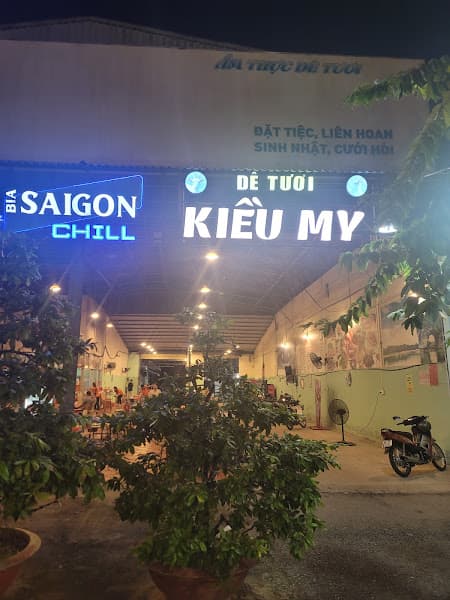 ẨM THỰC DÊ TƯƠI
ĐẶT TIỆC, LIÊN HOAN
SINH NHẬT, CƯỚI HỎI
BIA
SAIGON
CHILL
DÊ TƯƠI
KIỀU MY